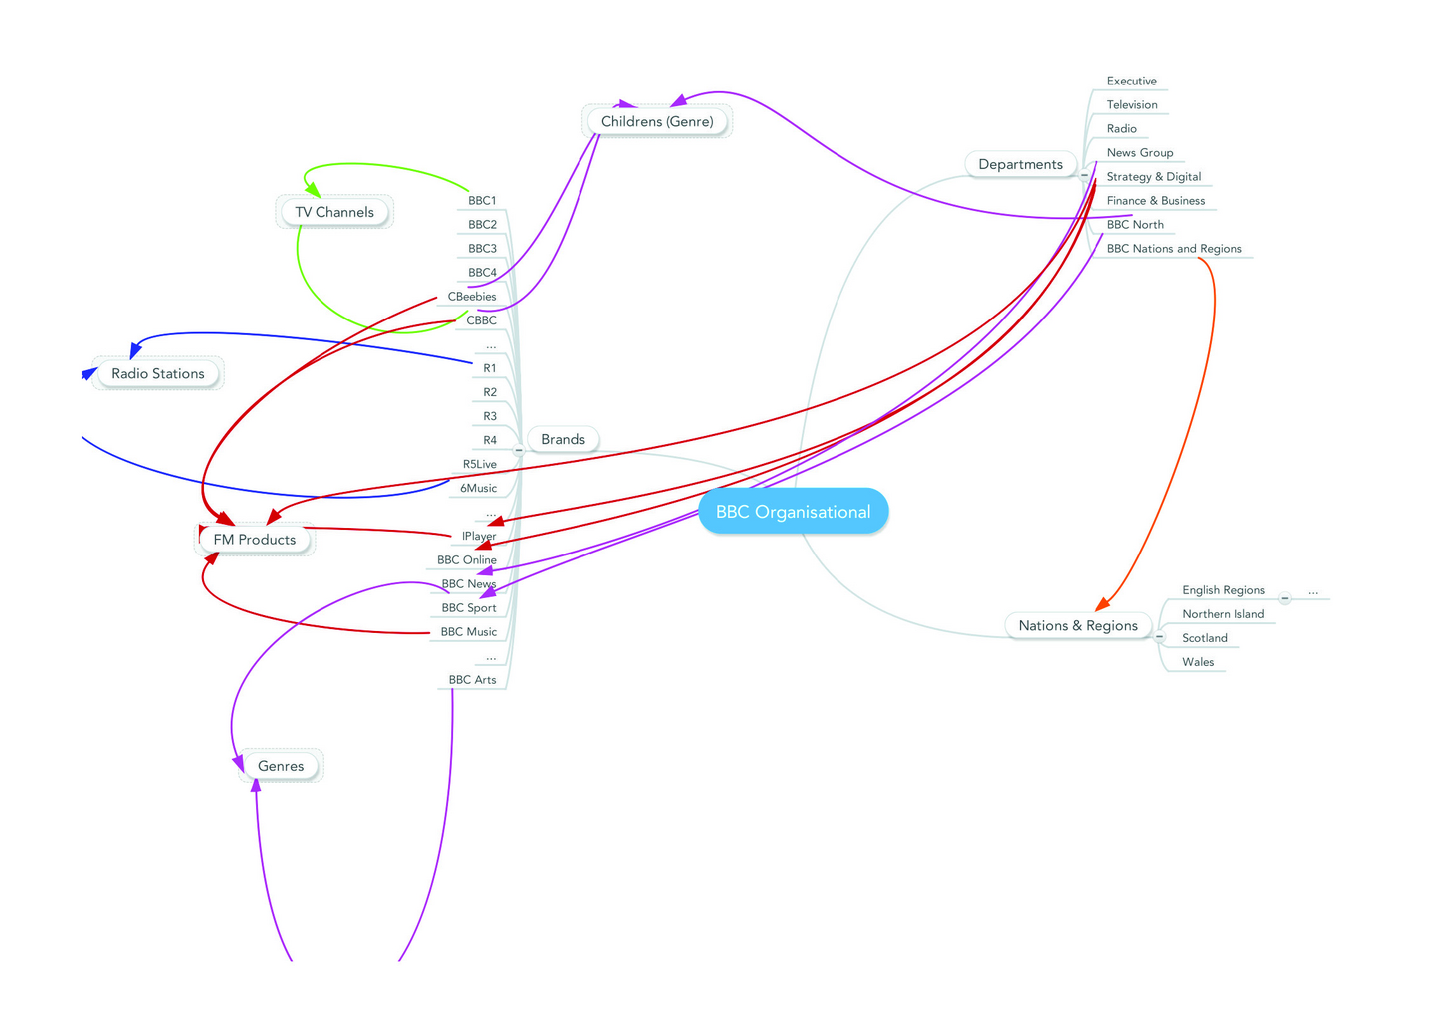 Childrens (Genre)
TV Channels
Radio Stations
FM Products
Genres
BBC1
BBC2
BBC3
BBC4
CBeebies
CBBC
...
R1
R2
R3
R4
R5Live
6Music
...
IPlayer
BBC Online
BBC News
BBC Sport
BBC Music
...
BBC Arts
Brands
BBC Organisational
Departments
Executive
Television
Radio
News Group
Strategy & Digital
Finance & Business
BBC North
BBC Nations and Regions
Nations & Regions
English Regions
...
Northern Island
Scotland
Wales